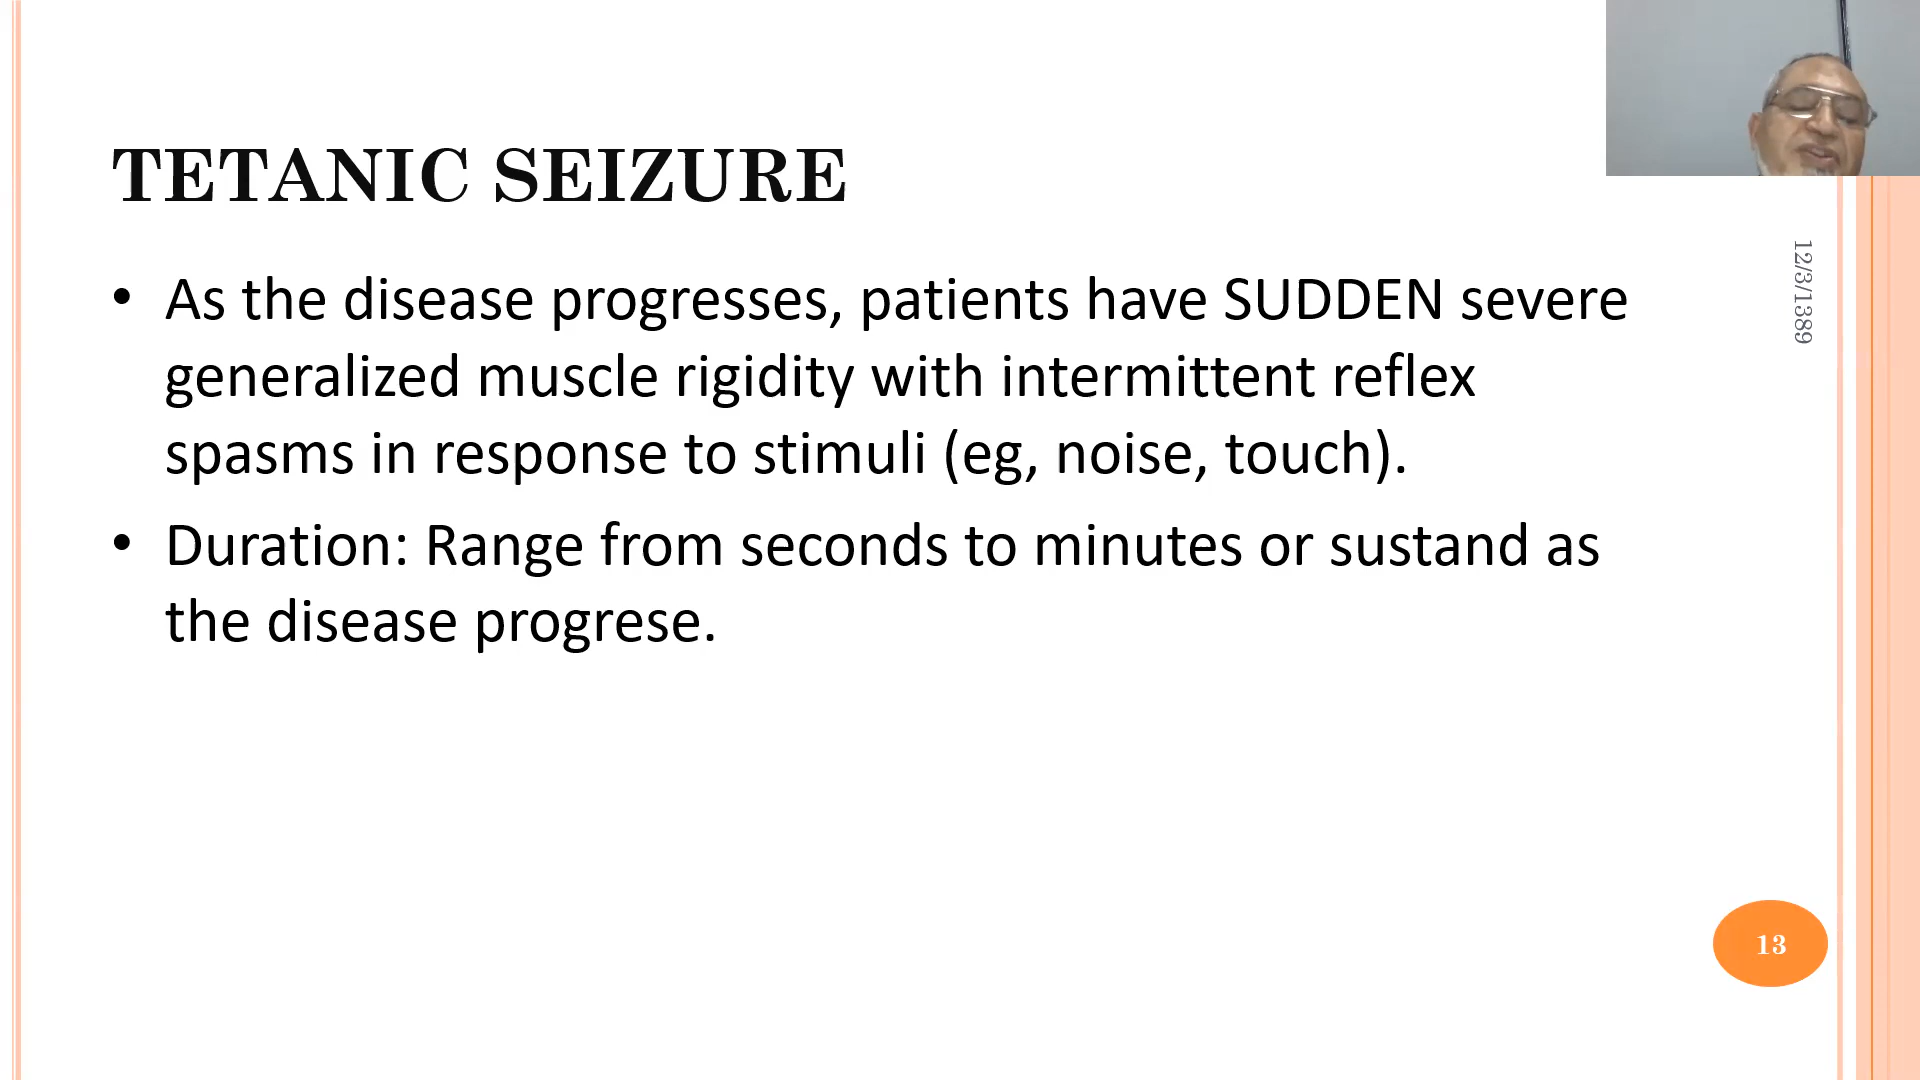 TETANIC SEIZURE
• As the disease progresses, patients have SUDDEN severe
generalized muscle rigidity with intermittent reflex
spasms in response to stimuli (eg, noise, touch).
• Duration: Range from seconds to minutes or sustand as
the disease progrese.
12/3/1389
13